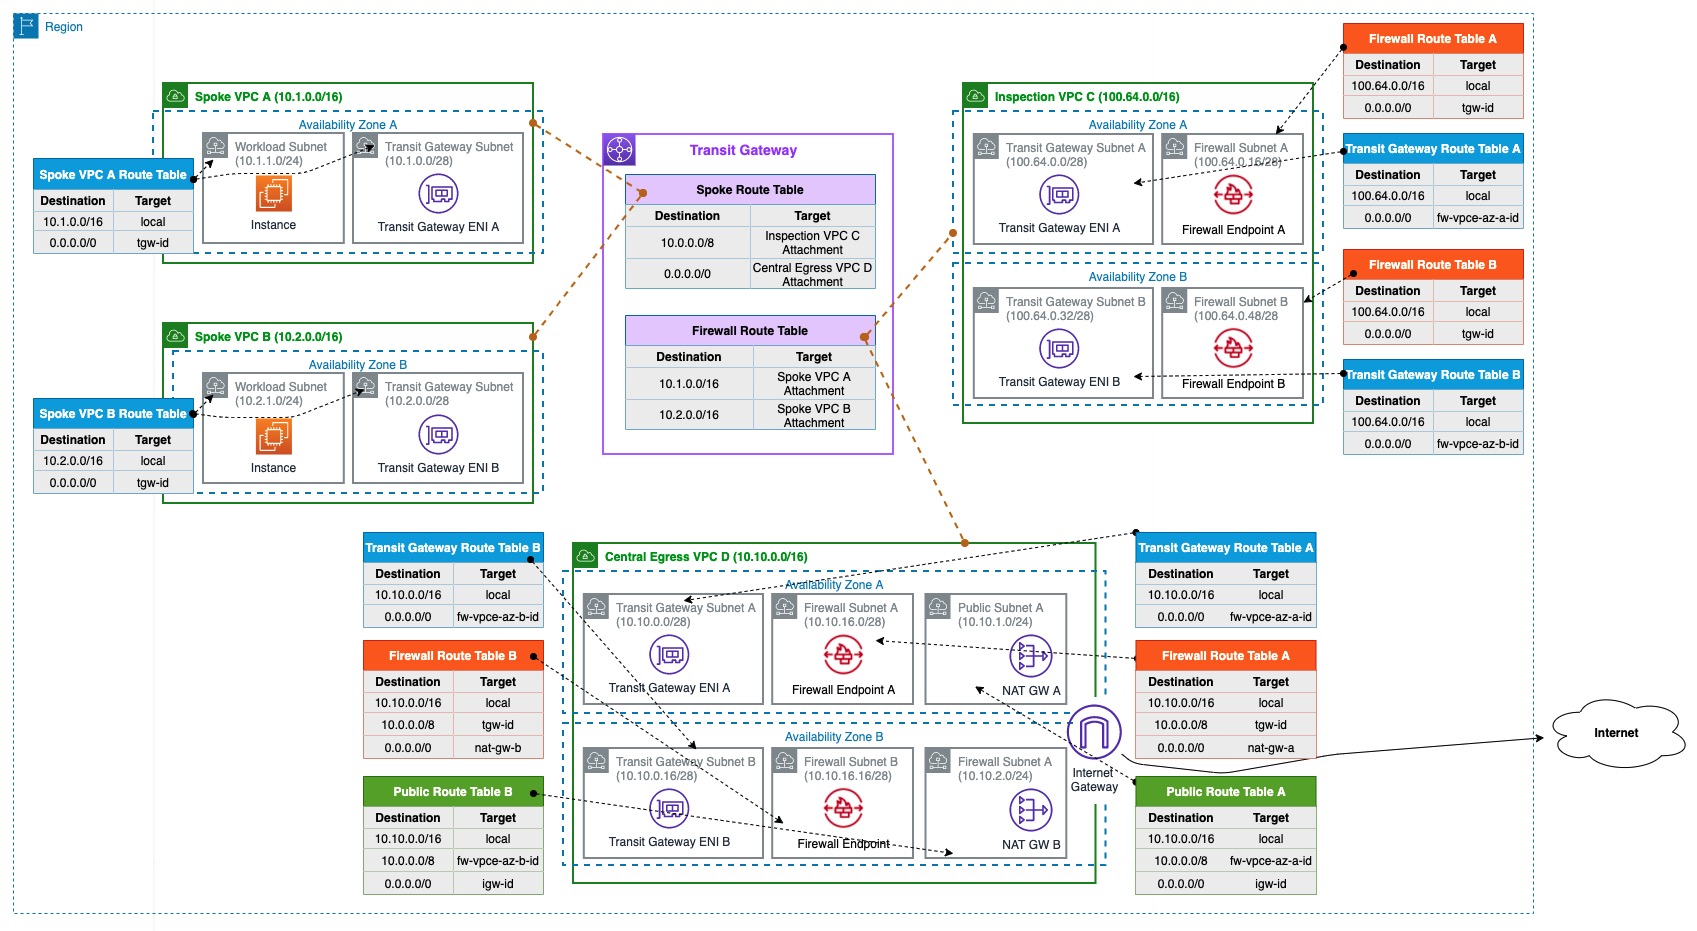 Region
Spoke VPC A (10.1.0.0/16)
Availability Zone A
Workload Subnet
(10.1.1.0/24)
Instance
Transit Gateway Subnet
(10.1.0.0/28)
Transit Gateway ENI A
Spoke VPC A Route Table
Destination Target
10.1.0.0/16 local
0.0.0.0/0 tgw-id
Spoke VPC B (10.2.0.0/16)
Availability Zone B
Workload Subnet
(10.2.1.0/24)
Instance
Transit Gateway Subnet
(10.2.0.0/28
Transit Gateway ENI B
Spoke VPC B Route Table
Destination Target
10.2.0.0/16 local
0.0.0.0/0 tgw-id
Transit Gateway
Spoke Route Table
Destination Target
10.0.0.0/8 Inspection VPC C
Attachment
0.0.0.0/0 Central Egress VPC D
Attachment
Firewall Route Table
Destination Target
10.1.0.0/16 Spoke VPC A
Attachment
10.2.0.0/16 Spoke VPC B
Attachment
Inspection VPC C (100.64.0.0/16)
Availability Zone A
Transit Gateway Subnet A
(100.64.0.0/28)
Transit Gateway ENI A
Firewall Subnet A
(100.64.0.16/28)
Firewall Endpoint A
Availability Zone B
Transit Gateway Subnet B
(100.64.0.32/28)
Transit Gateway ENI B
Firewall Subnet B
(100.64.0.48/28
Firewall Endpoint B
Firewall Route Table A
Destination Target
100.64.0.0/16 local
0.0.0.0/0 tgw-id
Transit Gateway Route Table A
Destination Target
100.64.0.0/16 local
0.0.0.0/0 fw-vpce-az-a-id
Firewall Route Table B
Destination Target
100.64.0.0/16 local
0.0.0.0/0 tgw-id
Transit Gateway Route Table B
Destination Target
100.64.0.0/16 local
0.0.0.0/0 fw-vpce-az-b-id
Transit Gateway Route Table B
Destination Target
10.10.0.0/16 local
0.0.0.0/0 fw-vpce-az-b-id
Firewall Route Table B
Destination Target
10.10.0.0/16 local
10.0.0.0/8 tgw-id
0.0.0.0/0 nat-gw-b
Public Route Table B
Destination Target
10.10.0.0/16 local
10.0.0.0/8 fw-vpce-az-b-id
0.0.0.0/0 igw-id
Central Egress VPC D (10.10.0.0/16)
Availability Zone A
Transit Gateway Subnet A
(10.10.0.0/28)
Transit Gateway ENI A
Firewall Subnet A
(10.10.16.0/28)
Firewall Endpoint A
Public Subnet A
(10.10.1.0/24)
NAT GW A
Availability Zone B
Transit Gateway Subnet B
(10.10.0.16/28)
Transit Gateway ENI B
Firewall Subnet B
(10.10.16.16/28)
Firewall Endpoint
Firewall Subnet A
(10.10.2.0/24)
NAT GW B
Internet
Gateway
Transit Gateway Route Table A
Destination Target
10.10.0.0/16 local
0.0.0.0/0 fw-vpce-az-a-id
Firewall Route Table A
Destination Target
10.10.0.0/16 local
10.0.0.0/8 tgw-id
0.0.0.0/0 nat-gw-a
Public Route Table A
Destination Target
10.10.0.0/16 local
10.0.0.0/8 fw-vpce-az-a-id
0.0.0.0/0 igw-id
Internet